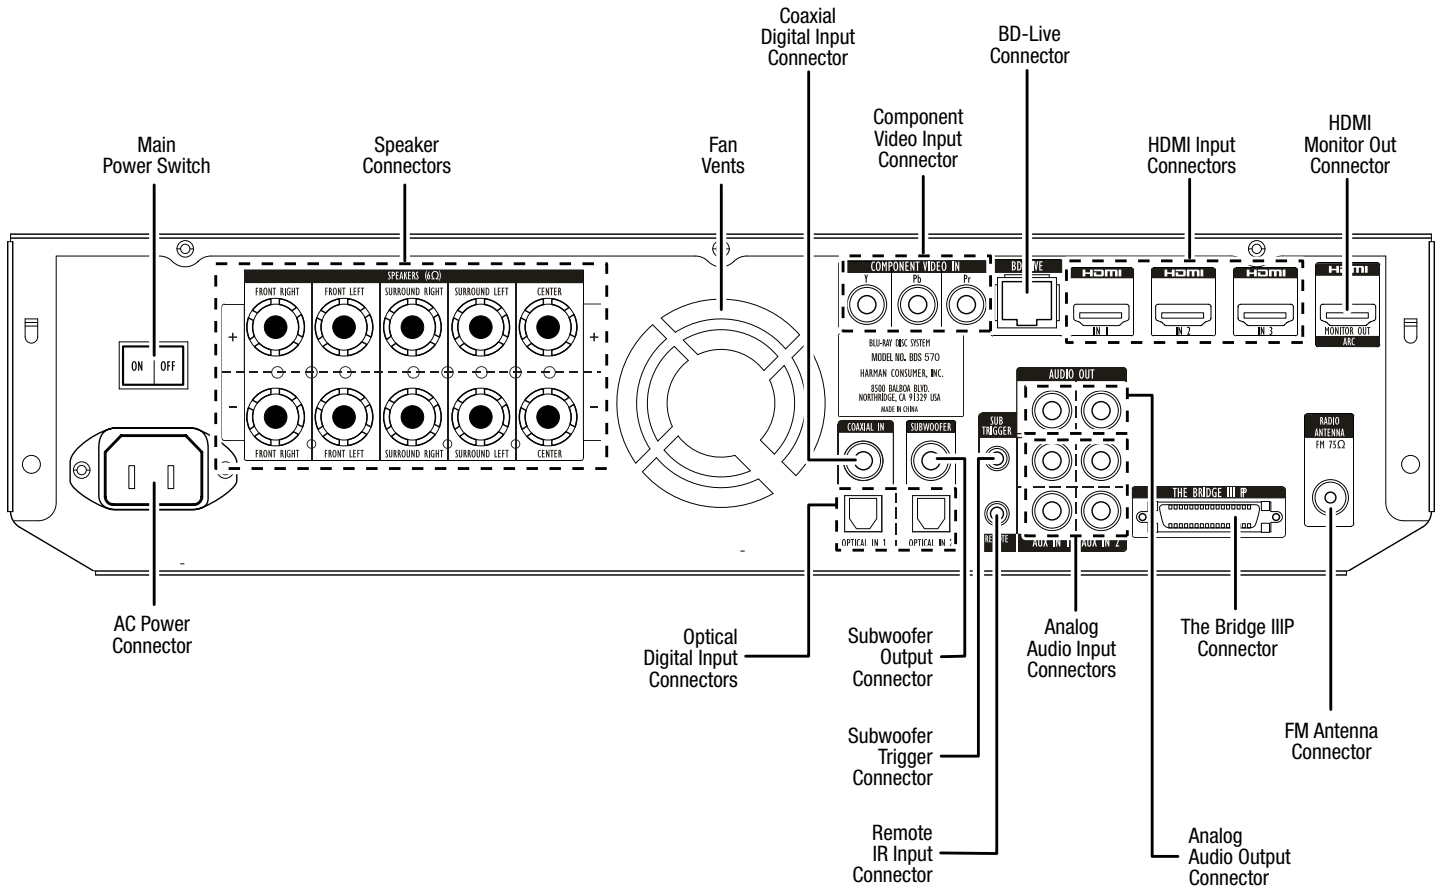 Coaxial
Digital Input
Connector
BD-Live
Connector
Component
Video Input
Connector
HDMI
Monitor Out
Connector
Main
Power Switch
Speaker
Connectors
Fan
Vents
HDMI Input
Connectors
SPEAKERS (6Ω)
FRONT RIGHT
FRONT LEFT
SURROUND RIGHT
SURROUND LEFT
CENTER
+
+
ON
OFF
−
−
FRONT RIGHT
FRONT LEFT
SURROUND RIGHT
SURROUND LEFT
CENTER
COMPONENT VIDEO IN
Y
Pb
Pr
BD-LIVE
HDMI
IN 1
HDMI
IN 2
HDMI
IN 3
HDMI
MONITOR OUT
ARC
BLU-RAY DISC SYSTEM
MODEL NO. BDS 570
HARMAN CONSUMER, INC.
8500 BALBOA BLVD.
NORTHRIDGE, CA 91329 USA
MADE IN CHINA
COAXIAL IN
SUBWOOFER
OPTICAL IN 1
OPTICAL IN 2
SUB
TRIGGER
REMOTE
AUDIO OUT
AUX IN 1
AUX IN 2
THE BRIDGE III P
RADIO
ANTENNA
FM 75Ω
AC Power
Connector
Optical
Digital Input
Connectors
Subwoofer
Output
Connector
Analog
Audio Input
Connectors
The Bridge IIIP
Connector
Subwoofer
Trigger
Connector
FM Antenna
Connector
Remote
IR Input
Connector
Analog
Audio Output
Connector